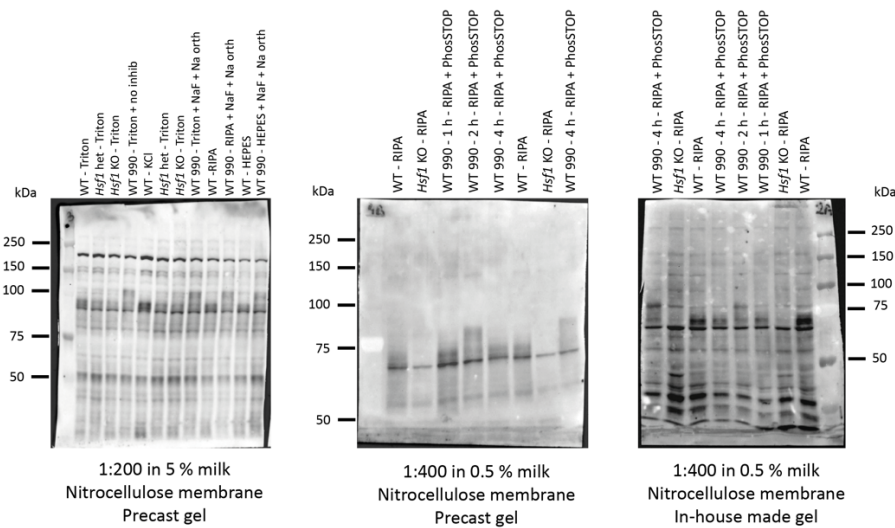 WT - Triton
Hsf1 het - Triton
Hsf1 KO - Triton
WT 990 - Triton + no inhib
WT - KCl
Hsf1 het - Triton
Hsf1 KO - Triton
WT 990 - Triton + NaF + Na orth
WT -RIPA
WT 990 - RIPA + NaF + Na orth
WT - HEPES
WT 990 - HEPES + NaF + Na orth
kDa
250
150
100
75
50
1:200 in 5 % milk
Nitrocellulose membrane
Precast gel
WT - RIPA
Hsf1 KO - RIPA
WT 990 - 1 h - RIPA + PhosSTOP
WT 990 - 2 h - RIPA + PhosSTOP
WT 990 - 4 h - RIPA + PhosSTOP
WT - RIPA
Hsf1 KO - RIPA
WT 990 - 4 h - RIPA + PhosSTOP
kDa
250
150
100
75
50
1:400 in 0.5 % milk
Nitrocellulose membrane
Precast gel
WT 990 - 4 h - RIPA + PhosSTOP
Hsf1 KO - RIPA
WT - RIPA
WT 990 - 4 h - RIPA + PhosSTOP
WT 990 - 2 h - RIPA + PhosSTOP
WT 990 - 1 h - RIPA + PhosSTOP
Hsf1 KO - RIPA
WT - RIPA
2A
kDa
250
150
100
75
50
1:400 in 0.5 % milk
Nitrocellulose membrane
In-house made gel